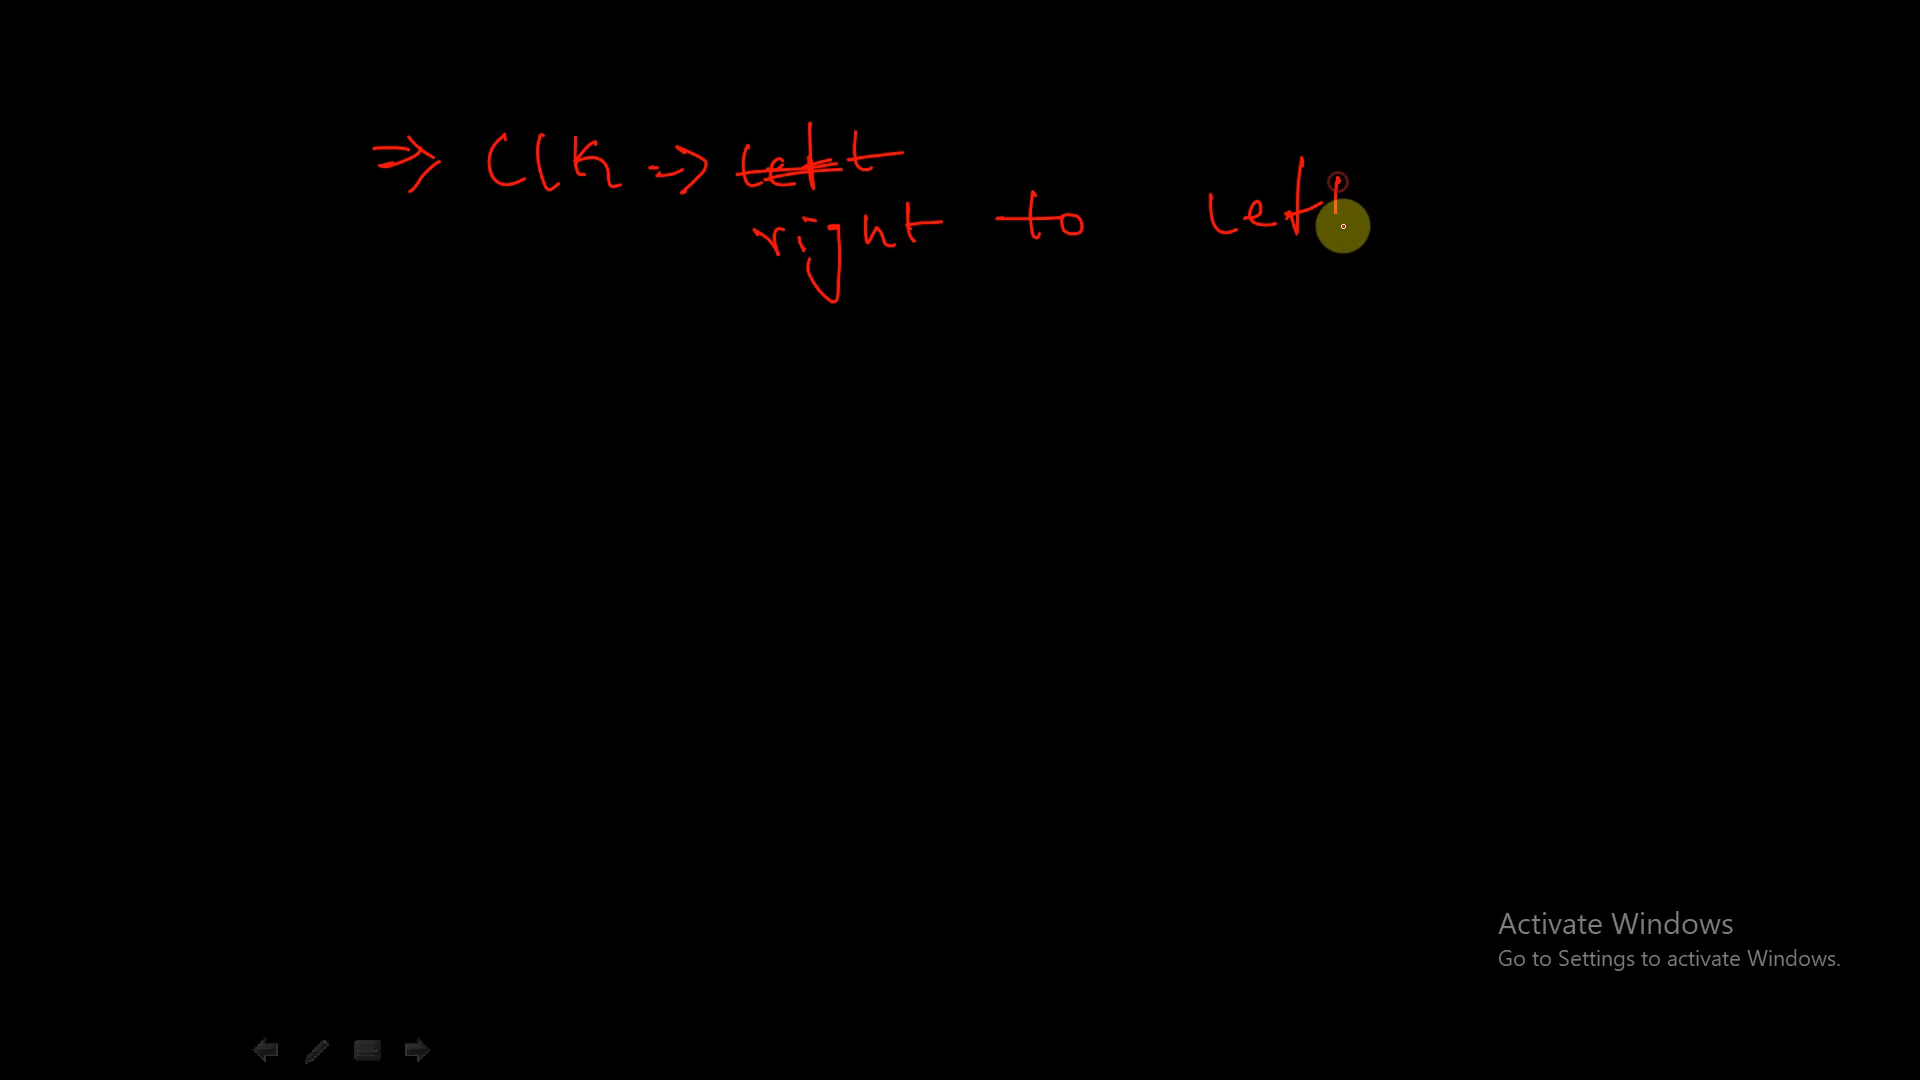 ⇒ Clk ⇒ left
right to left
Activate Windows
Go to Settings to activate Windows.